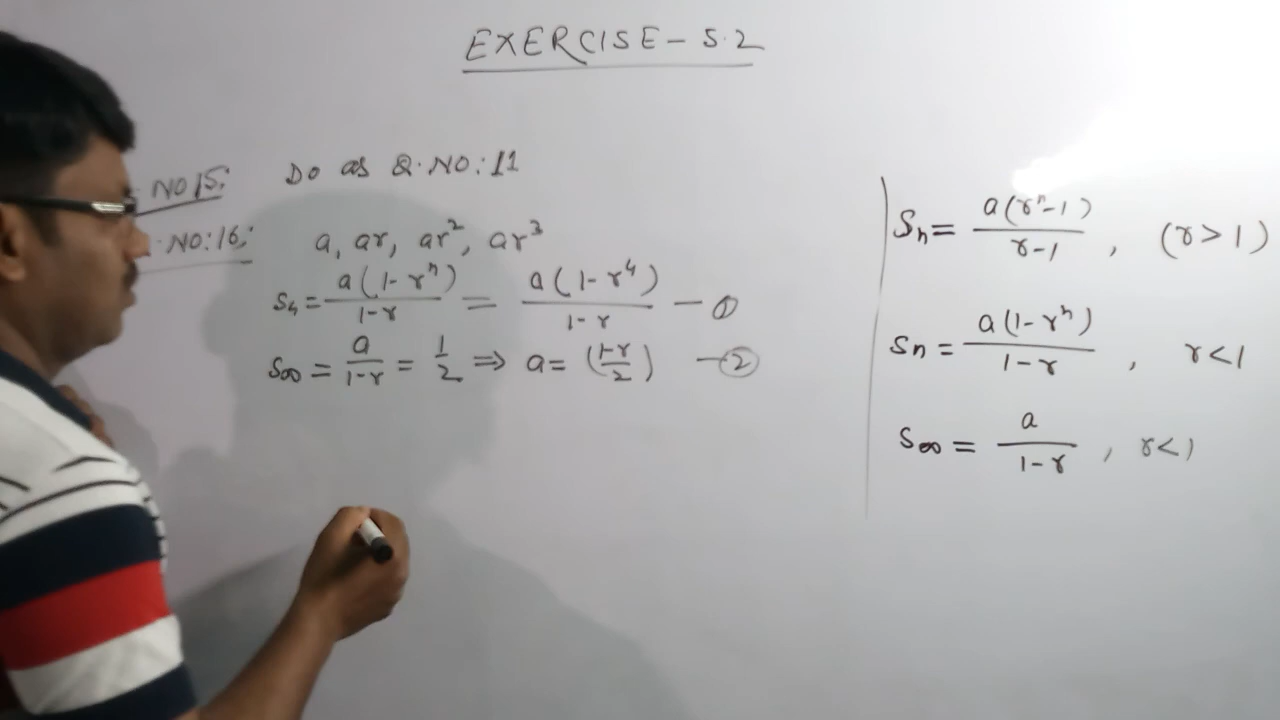 EXERCISE - 5.2
NO 15: Do as Q. NO: 11
NO: 16: a, ar, ar², ar³
S₄ = a(1-rⁿ)/1-r = a(1-r⁴)/1-r - ①
S∞ = a/1-r = 1/2 ⇒ a = (1-r/2) - ②
Sn = a(rⁿ-1)/r-1 , (r > 1)
Sn = a(1-rⁿ)/1-r , r < 1
S∞ = a/1-r , r < 1